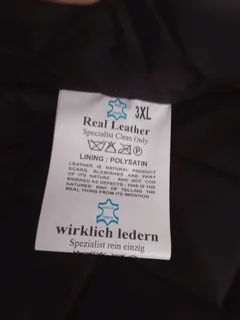 3XL
Real Leather
Specialist Clean Only
LINING : POLYSATIN
LEATHER IS NATURAL PRODUCT
SCARS BLEMISHES ARE PART
OF ITS NATURE - AND NOT CON
SIDERED AS DEFECTS - THIS IS THE
NATURES' WAY OF TELLING THE
REAL THING FROM ITS IMITATION
wirklich ledern
Spezialist rein einzig